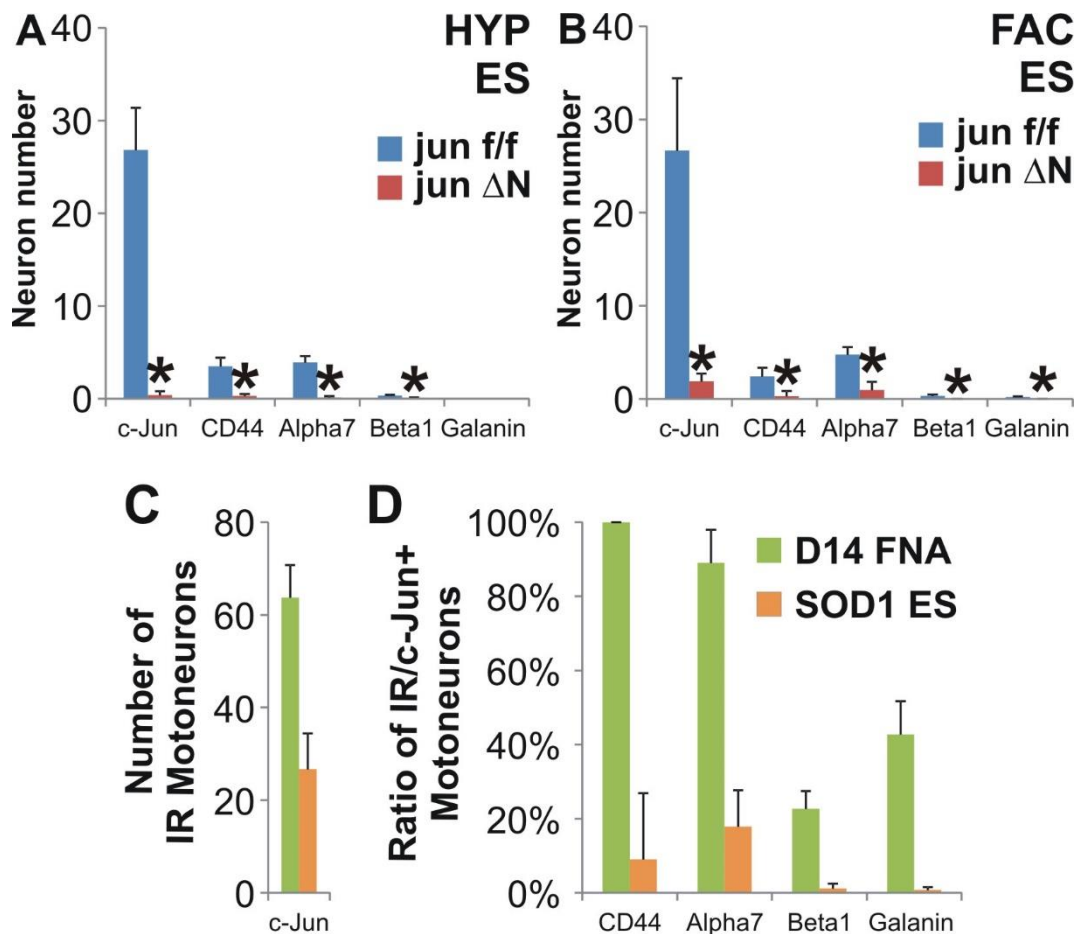 A
HYP
ES
Neuron number
40
30
20
10
0
jun f/f
jun ΔN
*
*
*
*
c-Jun CD44 Alpha7 Beta1 Galanin
B
FAC
ES
Neuron number
40
30
20
10
0
jun f/f
jun ΔN
*
*
*
*
*
c-Jun CD44 Alpha7 Beta1 Galanin
C
Number of
IR Motoneurons
80
60
40
20
0
c-Jun
D
Ratio of IR/c-Jun+
Motoneurons
100%
80%
60%
40%
20%
0%
D14 FNA
SOD1 ES
CD44 Alpha7 Beta1 Galanin